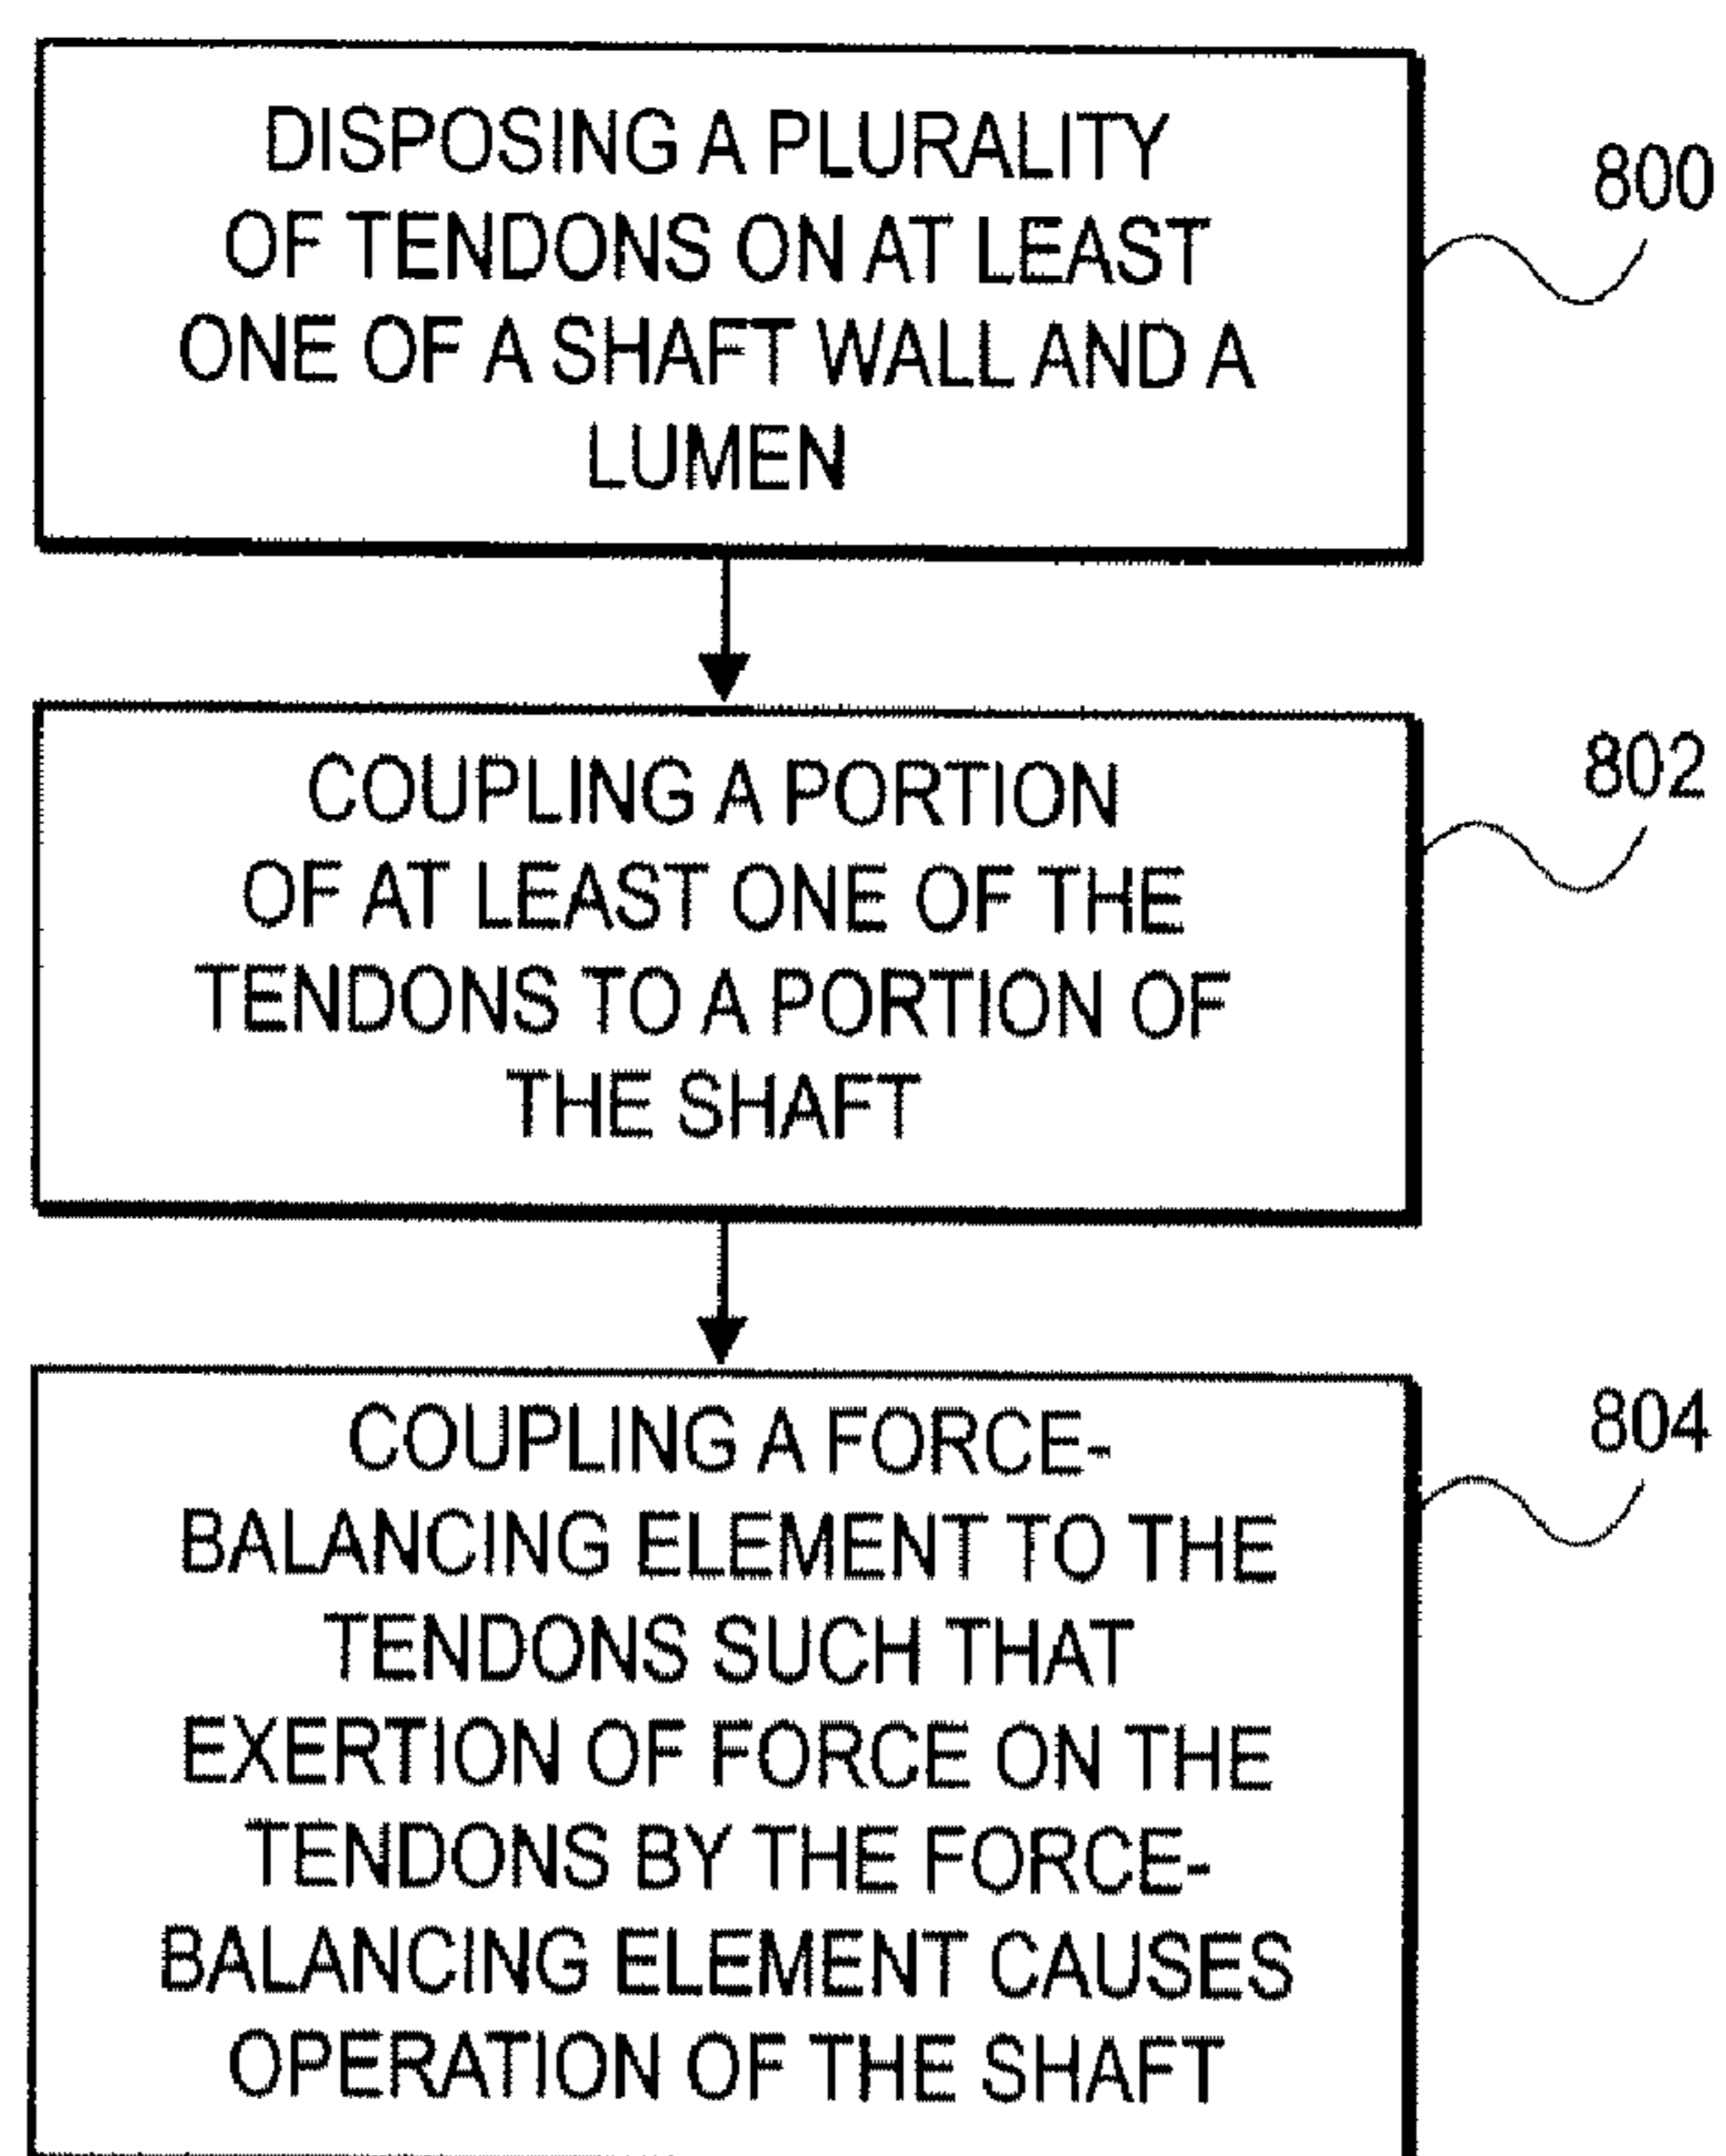 DISPOSING A PLURALITY
OF TENDONS ON AT LEAST
ONE OF A SHAFT WALL AND A
LUMEN
800
COUPLING A PORTION
OF AT LEAST ONE OF THE
TENDONS TO A PORTION OF
THE SHAFT
802
COUPLING A FORCE-
BALANCING ELEMENT TO THE
TENDONS SUCH THAT
EXERTION OF FORCE ON THE
TENDONS BY THE FORCE-
BALANCING ELEMENT CAUSES
OPERATION OF THE SHAFT
804